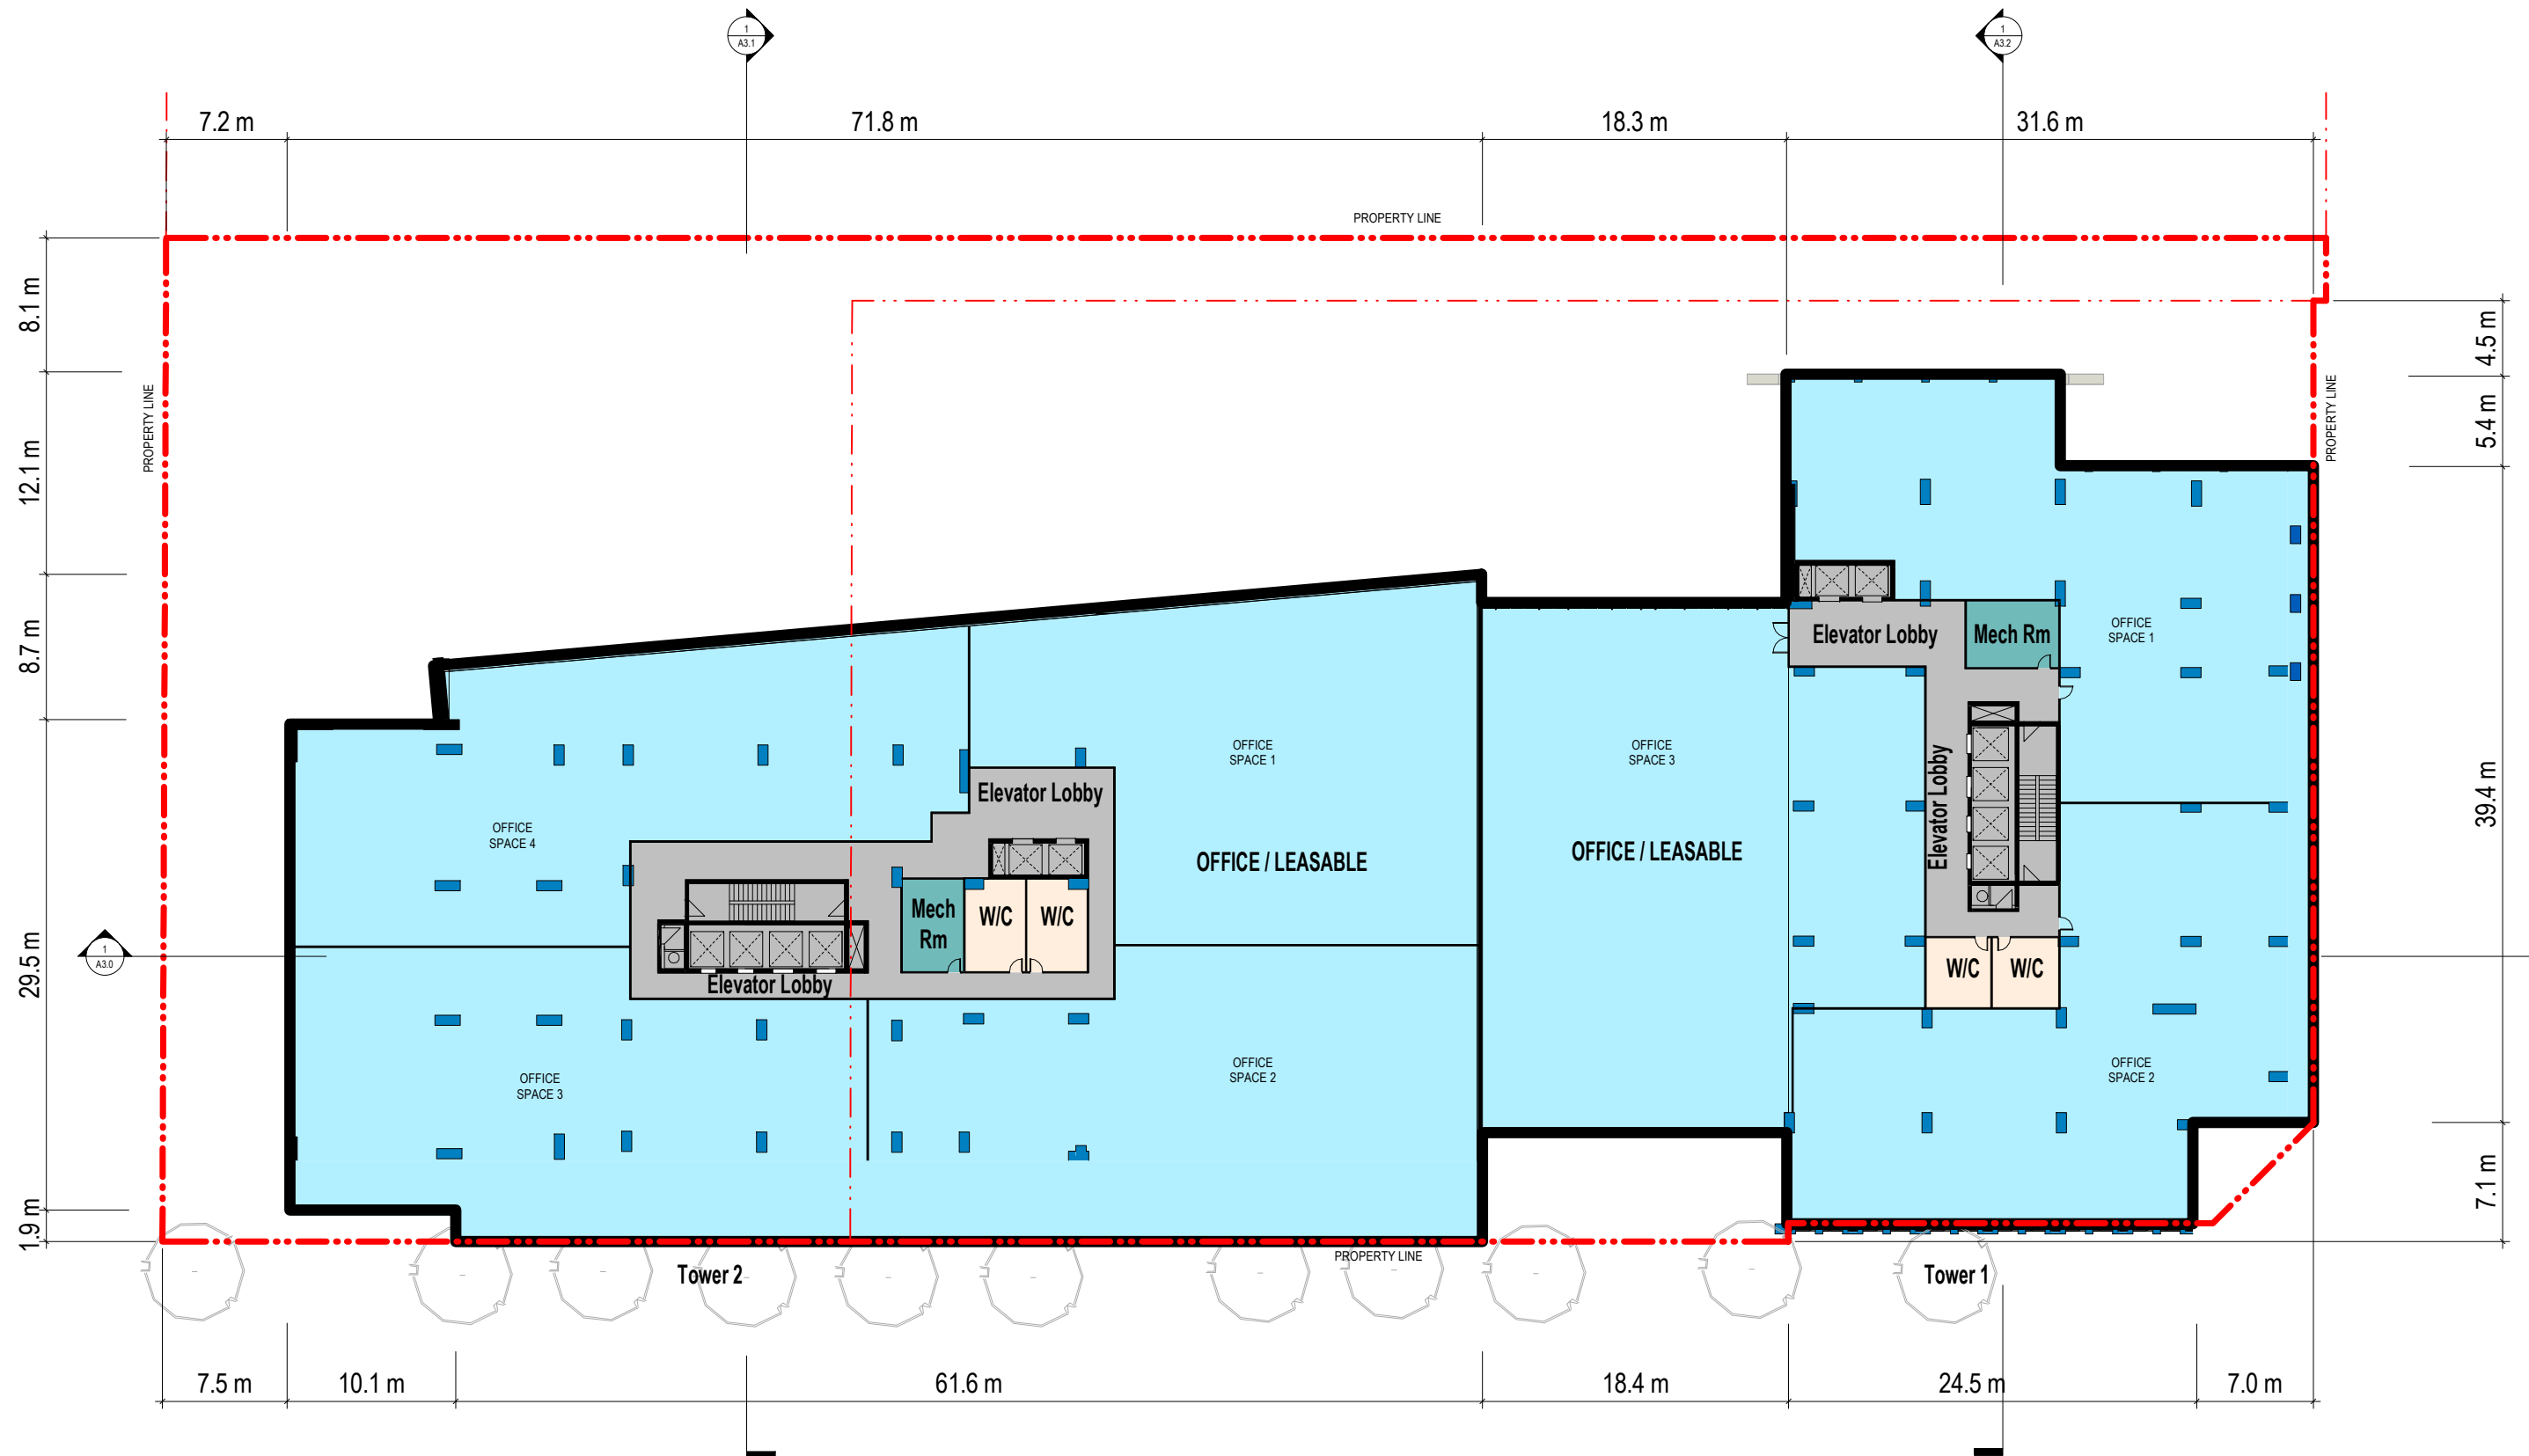 1
A3.1
1
A3.2
7.2 m
71.8 m
18.3 m
31.6 m
PROPERTY LINE
8.1 m
12.1 m
8.7 m
29.5 m
1.9 m
PROPERTY LINE
PROPERTY LINE
4.5 m
5.4 m
39.4 m
7.1 m
Elevator Lobby
Mech Rm
OFFICE
SPACE 1
OFFICE
SPACE 1
OFFICE
SPACE 3
Elevator Lobby
Elevator Lobby
OFFICE
SPACE 4
OFFICE / LEASABLE
OFFICE / LEASABLE
Mech
Rm
W/C
W/C
1
A3.0
Elevator Lobby
W/C
W/C
OFFICE
SPACE 3
OFFICE
SPACE 2
OFFICE
SPACE 2
PROPERTY LINE
Tower 2
Tower 1
7.5 m
10.1 m
61.6 m
18.4 m
24.5 m
7.0 m